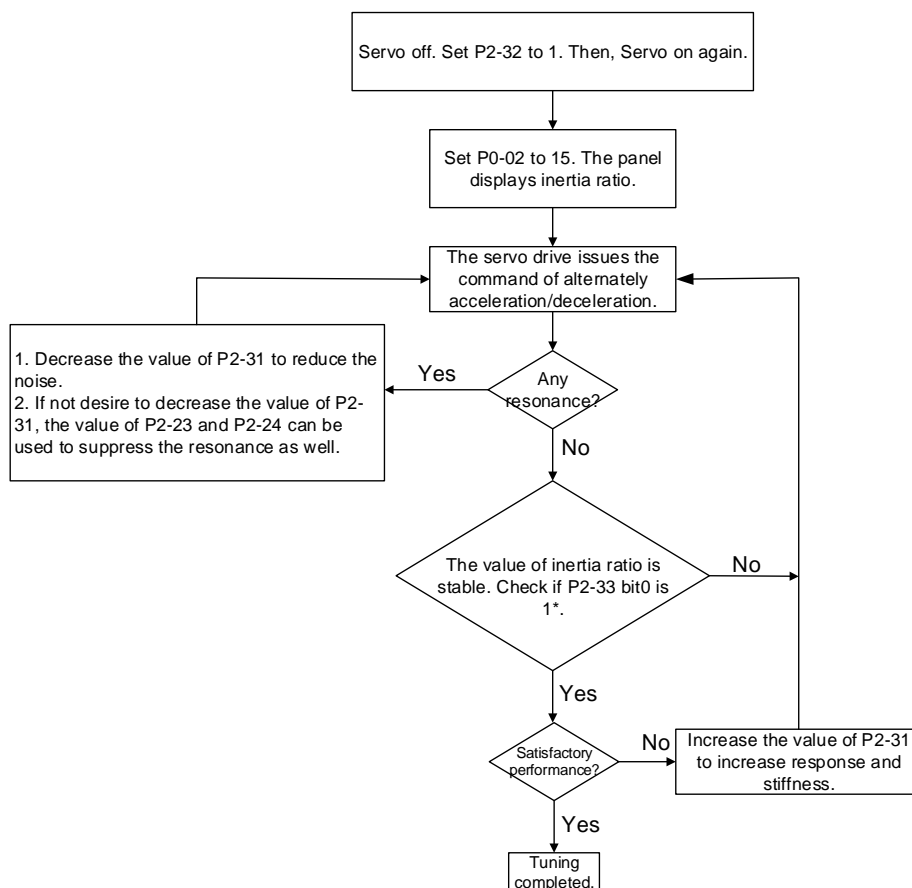 Servo off. Set P2-32 to 1. Then, Servo on again.
Set P0-02 to 15. The panel
displays inertia ratio.
The servo drive issues the
command of alternately
acceleration/deceleration.
Any
resonance?
Yes
1. Decrease the value of P2-31 to reduce the
noise.
2. If not desire to decrease the value of P2-
31, the value of P2-23 and P2-24 can be
used to suppress the resonance as well.
No
The value of inertia ratio is
stable. Check if P2-33 bit0 is
1*.
No
Yes
Satisfactory
performance?
No
Increase the value of P2-31
to increase response and
stiffness.
Yes
Tuning
completed.